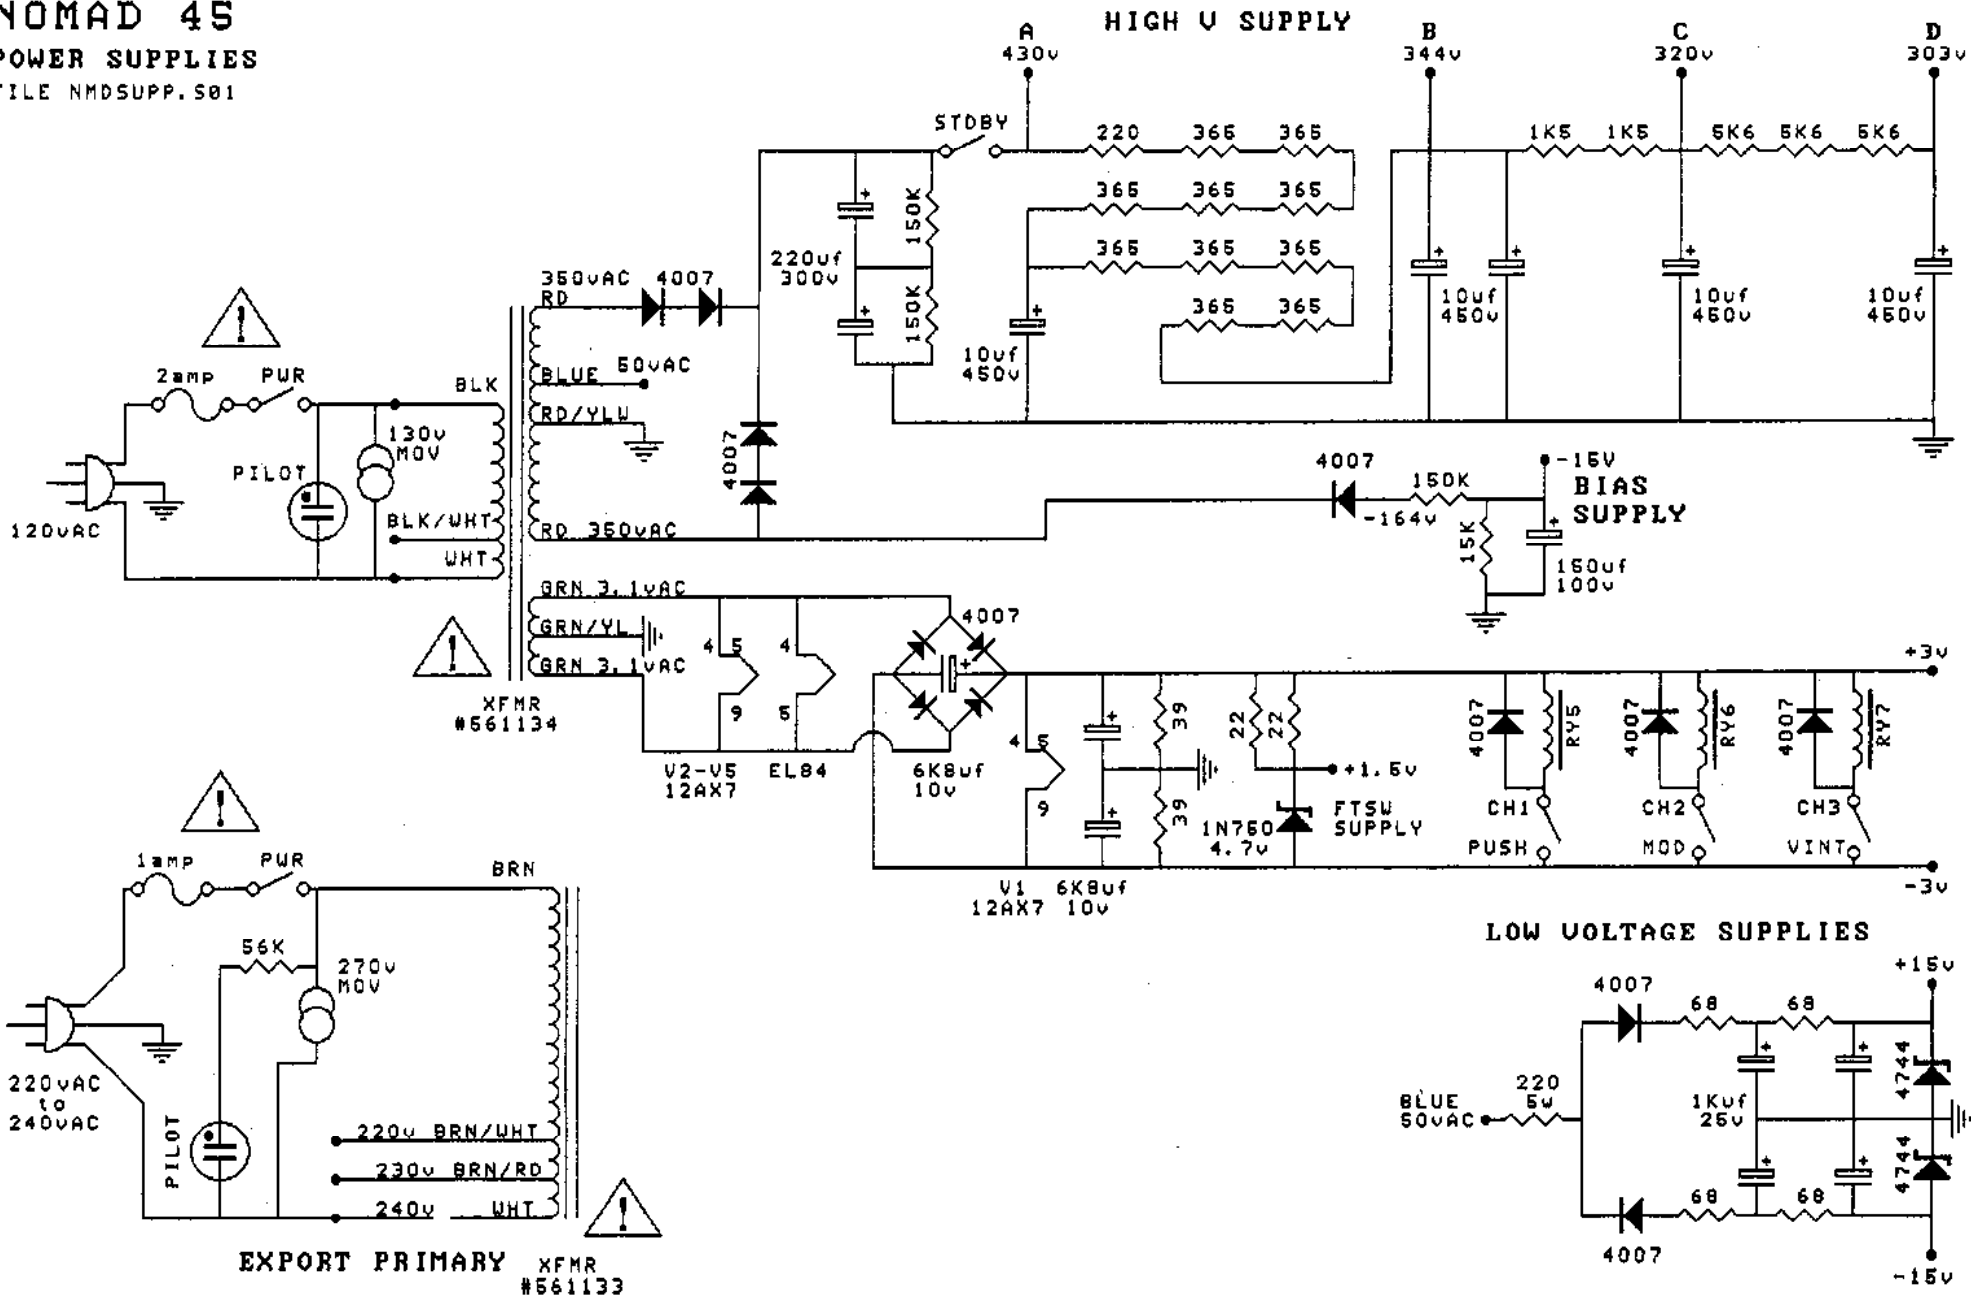 NOMAD 45
POWER SUPPLIES
FILE NMDSUPP.S01
HIGH V SUPPLY
A
430v
B
344v
C
320v
D
303v
STDBY
220 365 365
365 365 365
365 365 365
365 365
1K5 1K5 5K6 5K6 5K6
150K
150K
220uf
300v
10uf
450v
10uf
450v
10uf
450v
10uf
450v
350vAC 4007
RD
BLUE 50vAC
RD/YLW
4007
RD 350vAC
2amp PWR
BLK
130v
MOV
PILOT
BLK/WHT
WHT
120vAC
4007
-164v
150K
-15V
BIAS
SUPPLY
15K
150uf
100v
GRN 3.1vAC
GRN/YL
GRN 3.1vAC
XFMR
#561134
4 5
9
4
5
V2-V5
12AX7
EL84
4007
6K8uf
10v
4 5
9
V1
12AX7
6K8uf
10v
39
39
22
22
+1.5v
FTSW
SUPPLY
1N750
4.7v
4007
RY5
4007
RY6
4007
RY7
+3v
CH1
PUSH
CH2
MOD
CH3
VINT
-3v
LOW VOLTAGE SUPPLIES
1amp PWR
BRN
56K
270v
MOV
220vAC
to
240vAC
PILOT
220v BRN/WHT
230v BRN/RD
240v WHT
EXPORT PRIMARY
XFMR
#561133
BLUE
50vAC
220
5W
4007
68 68
1Kuf
25v
68 68
4007
4744
4744
+15v
-15v